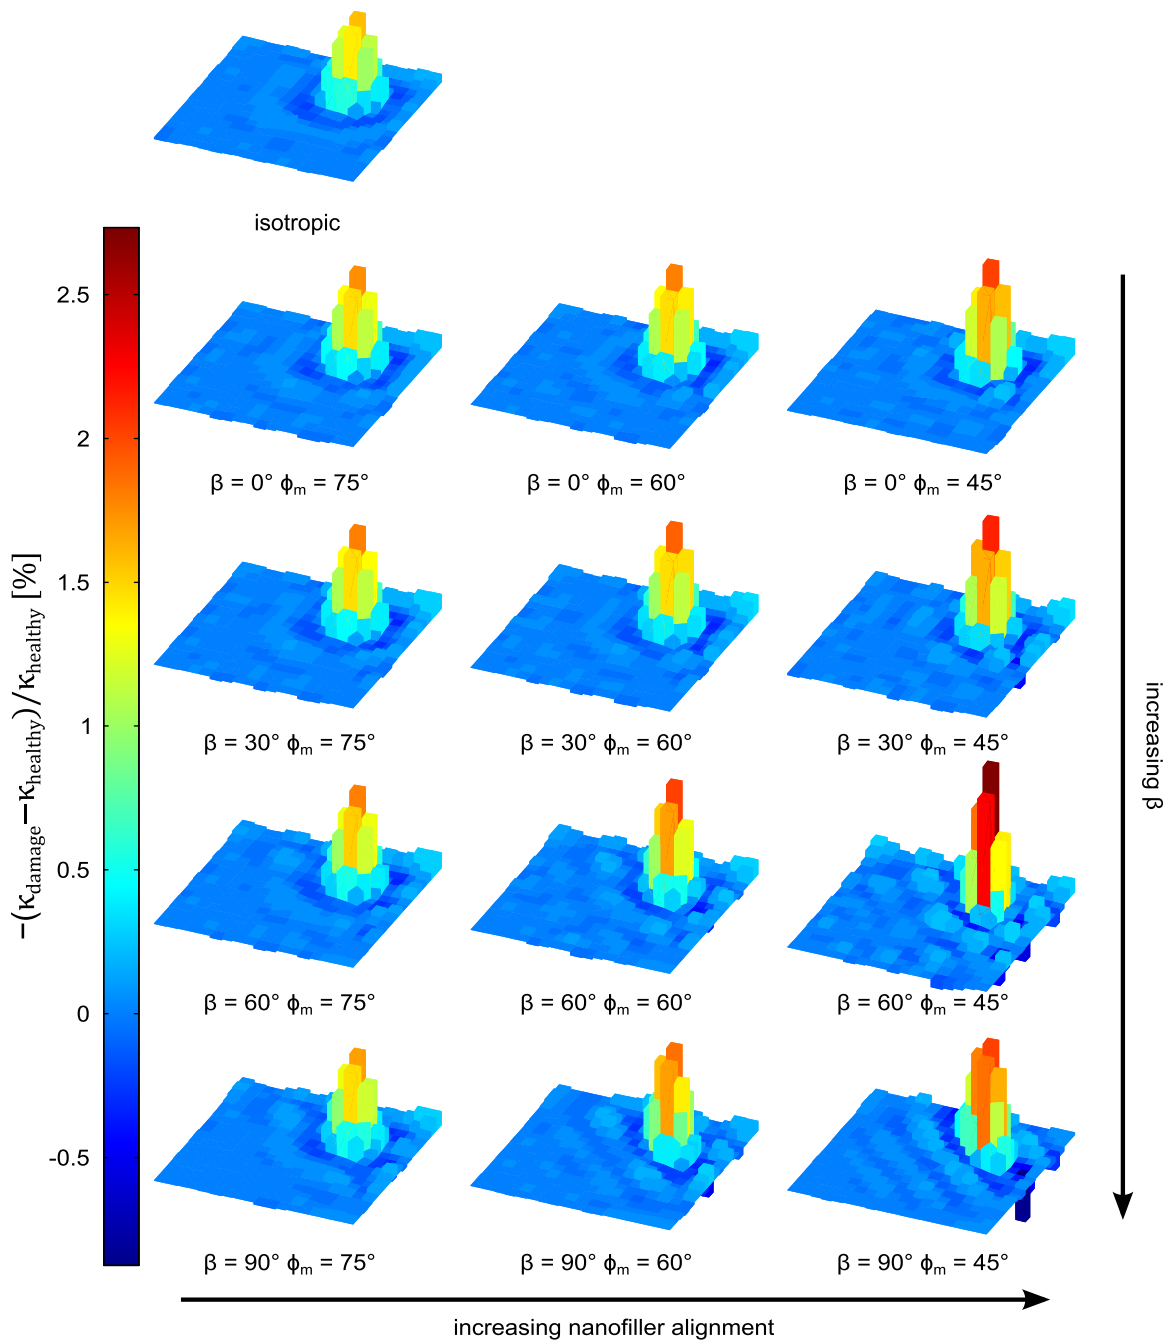 isotropic
2.5
2
1.5
1
0.5
0
-0.5
−(κdamage−κhealthy)/κhealthy [%]
β = 0° ϕm = 75°
β = 0° ϕm = 60°
β = 0° ϕm = 45°
β = 30° ϕm = 75°
β = 30° ϕm = 60°
β = 30° ϕm = 45°
β = 60° ϕm = 75°
β = 60° ϕm = 60°
β = 60° ϕm = 45°
β = 90° ϕm = 75°
β = 90° ϕm = 60°
β = 90° ϕm = 45°
increasing β
increasing nanofiller alignment